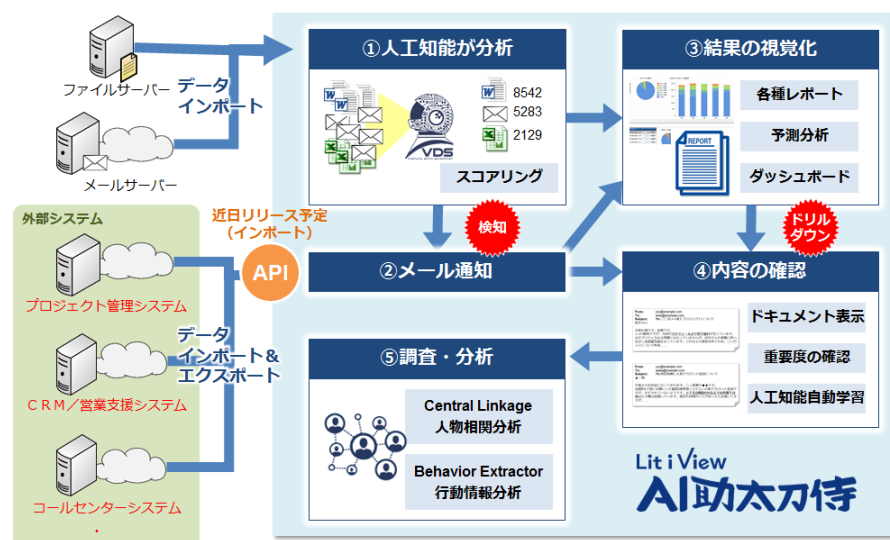 ファイルサーバー
データ
インポート
メールサーバー
外部システム
近日リリース予定
（インポート）
API
プロジェクト管理システム
データ
インポート＆
エクスポート
ＣＲＭ／営業支援システム
コールセンターシステム
・
①人工知能が分析
8542
5283
2129
VDS
スコアリング
検知
②メール通知
③結果の視覚化
各種レポート
REPORT
予測分析
ダッシュボード
ドリル
ダウン
④内容の確認
ドキュメント表示
重要度の確認
人工知能自動学習
⑤調査・分析
Central Linkage
人物相関分析
Behavior Extractor
行動情報分析
Lit i View
AI助太刀侍